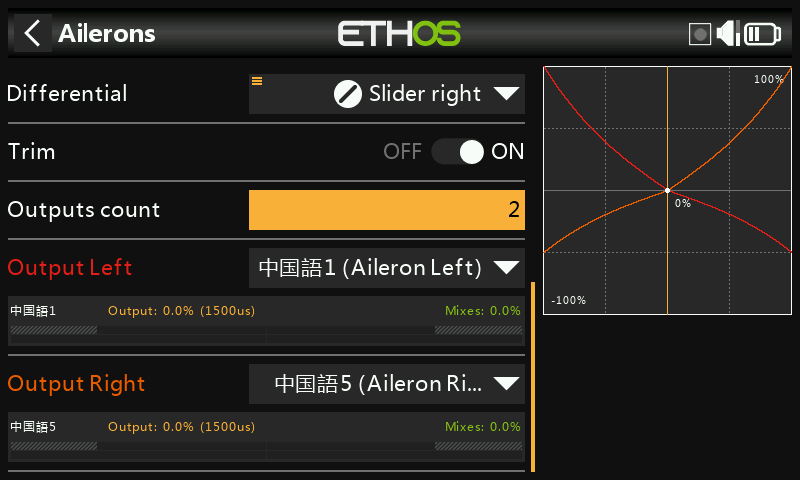 Ailerons
ETHOS
Differential
Slider right
100%
Trim
OFF
ON
Outputs count
2
0%
Output Left
中国語1 (Aileron Left)
中国語1
Output: 0.0% (1500us)
Mixes: 0.0%
-100%
Output Right
中国語5 (Aileron Ri...
中国語5
Output: 0.0% (1500us)
Mixes: 0.0%